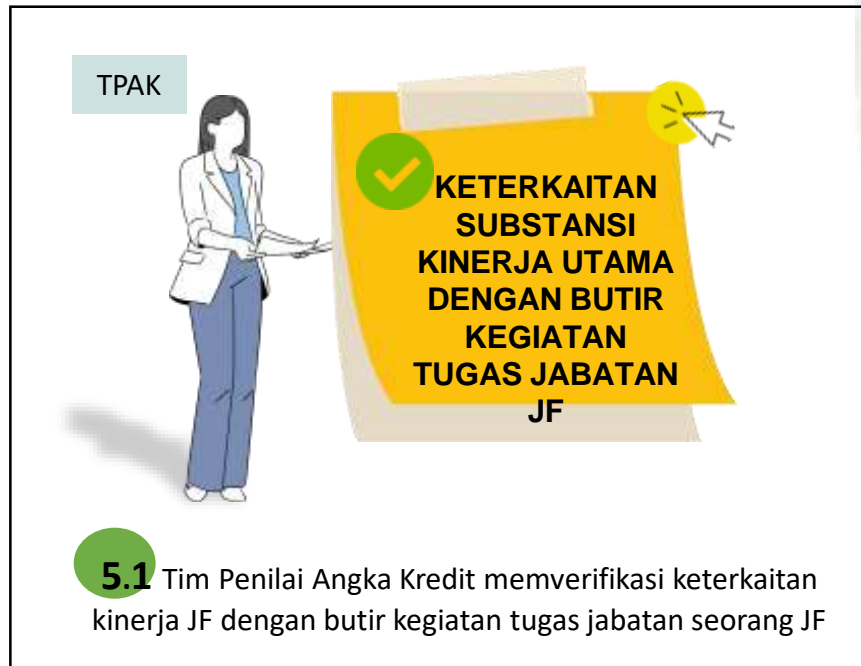 TPAK
KETERKAITAN
SUBSTANSI
KINERJA UTAMA
DENGAN BUTIR
KEGIATAN
TUGAS JABATAN
JF
5.1 Tim Penilai Angka Kredit memverifikasi keterkaitan
kinerja JF dengan butir kegiatan tugas jabatan seorang JF